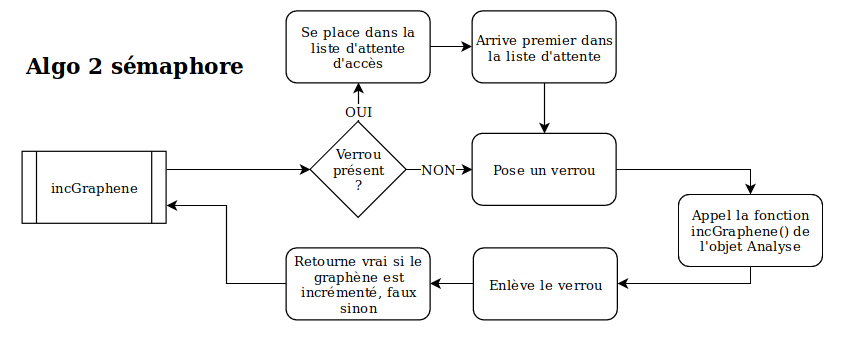 Algo 2 sémaphore
incGraphene
Verrou
présent
?
OUI
Se place dans la
liste d'attente
d'accès
Arrive premier dans
la liste d'attente
NON
Pose un verrou
Appel la fonction
incGraphene() de
l'objet Analyse
Enlève le verrou
Retourne vrai si le
graphène est
incrémenté, faux
sinon